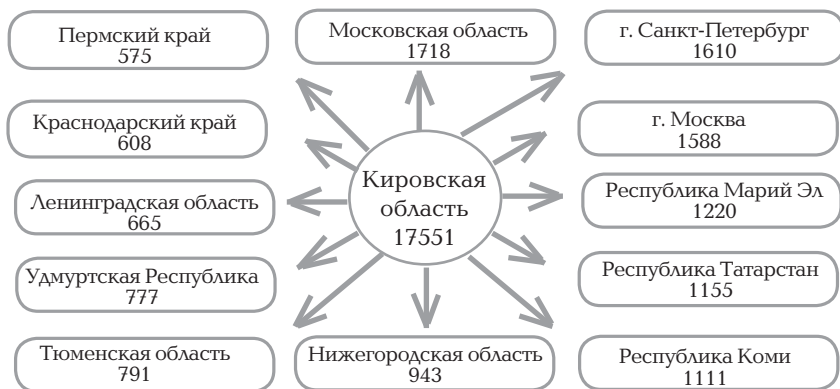 Пермский край
575
Московская область
1718
г. Санкт-Петербург
1610
Краснодарский край
608
г. Москва
1588
Кировская
область
17551
Ленинградская область
665
Республика Марий Эл
1220
Удмуртская Республика
777
Республика Татарстан
1155
Тюменская область
791
Нижегородская область
943
Республика Коми
1111